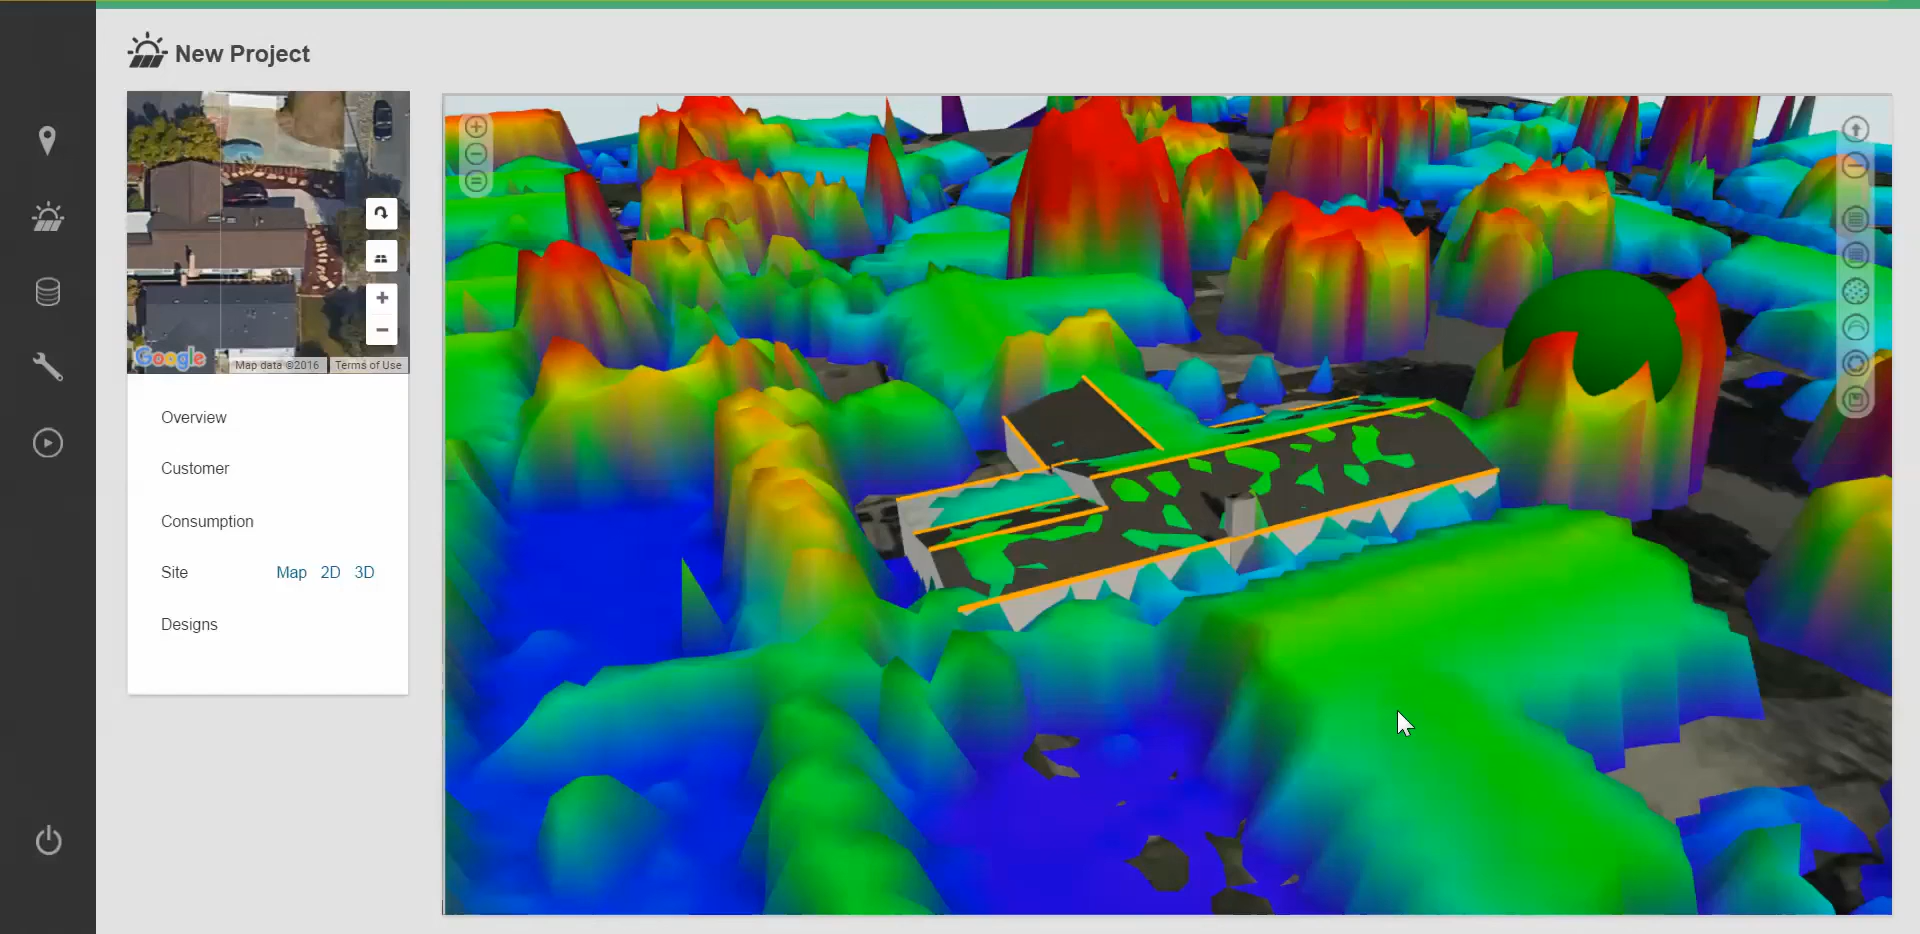 New Project
Google
Map data ©2016
Terms of Use
Overview
Customer
Consumption
Site Map 2D 3D
Designs